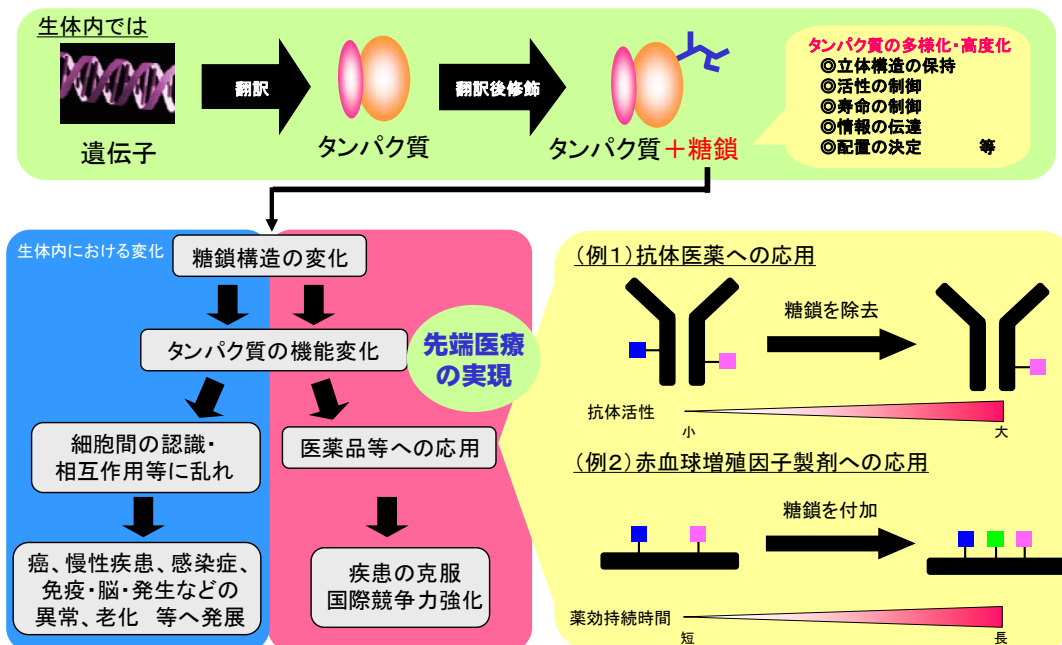 生体内では
翻訳
翻訳後修飾
遺伝子
タンパク質
タンパク質＋糖鎖
タンパク質の多様化・高度化
◎立体構造の保持
◎活性の制御
◎寿命の制御
◎情報の伝達
◎配置の決定　　　等
生体内における変化
糖鎖構造の変化
タンパク質の機能変化
細胞間の認識・
相互作用等に乱れ
癌、慢性疾患、感染症、
免疫・脳・発生などの
異常、老化　等へ発展
医薬品等への応用
疾患の克服
国際競争力強化
先端医療
の実現
（例１）抗体医薬への応用
糖鎖を除去
抗体活性
小
大
（例２）赤血球増殖因子製剤への応用
糖鎖を付加
薬効持続時間
短
長